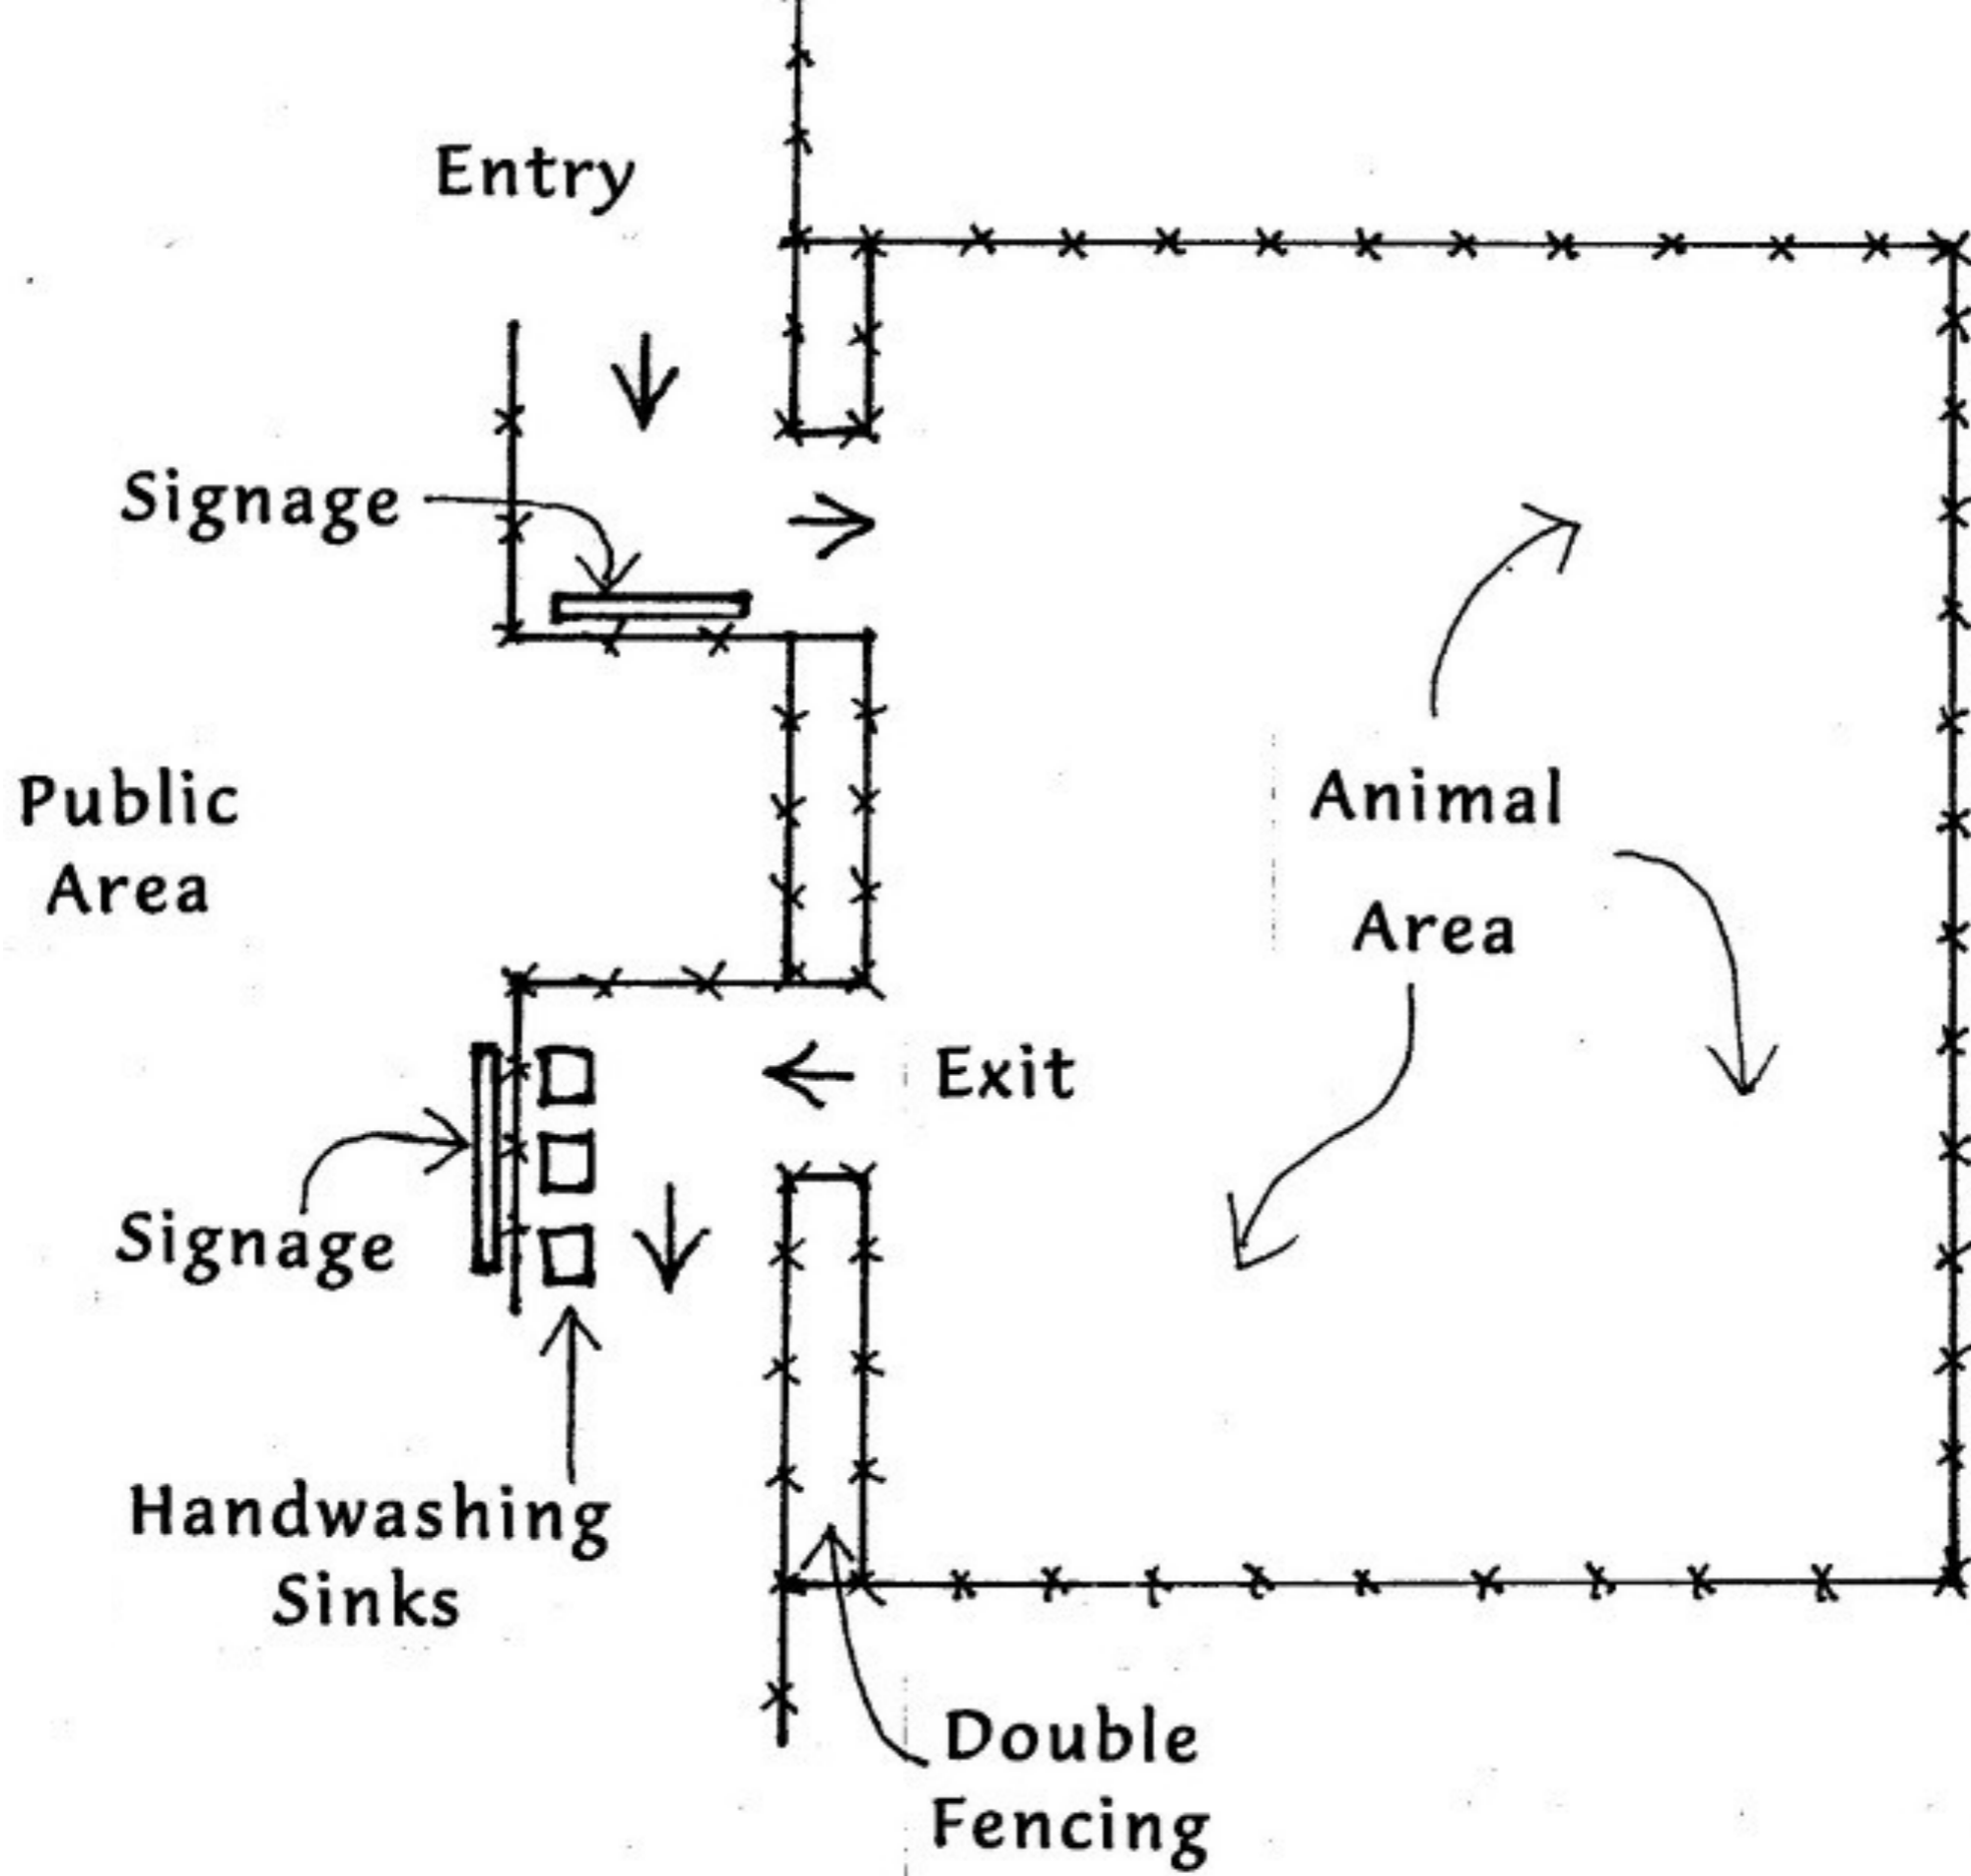 Entry
Signage
Public
Area
Animal
Area
Exit
Signage
Handwashing
Sinks
Double
Fencing